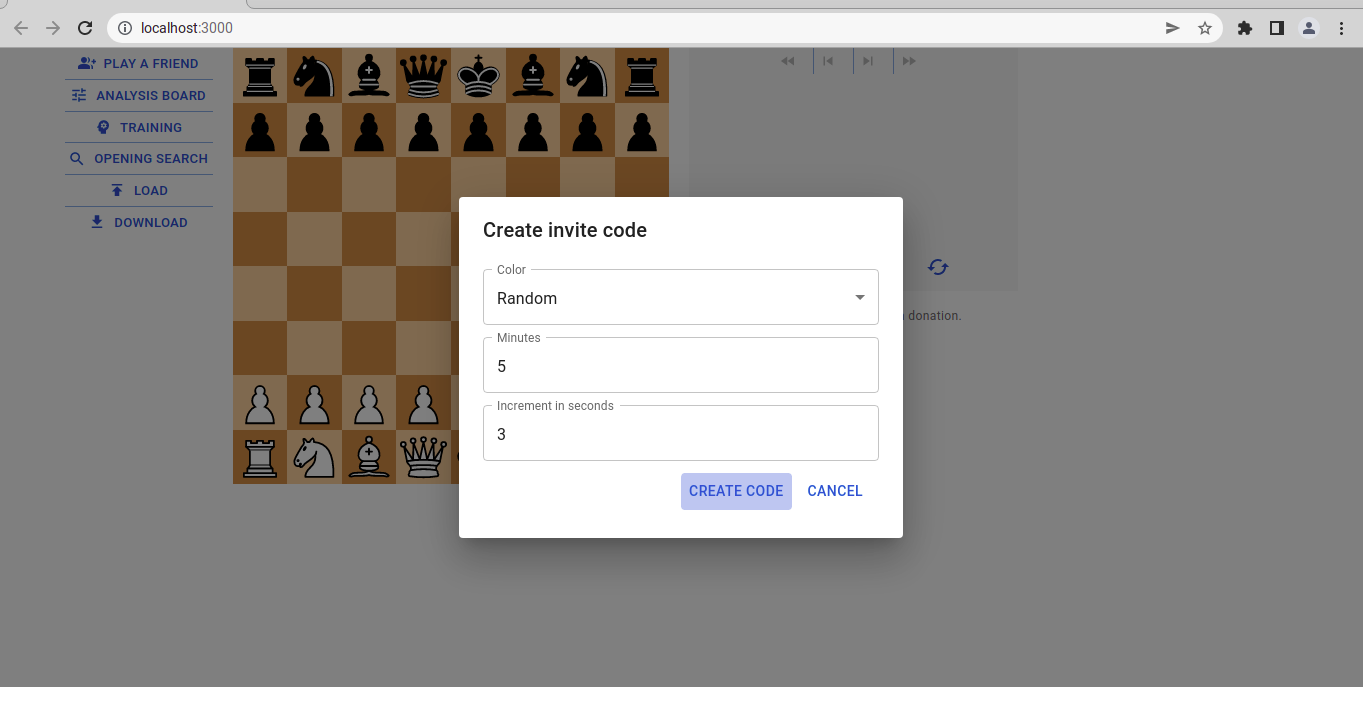 localhost:3000
PLAY A FRIEND
ANALYSIS BOARD
TRAINING
OPENING SEARCH
LOAD
DOWNLOAD
Create invite code
Color
Random
Minutes
5
Increment in seconds
3
CREATE CODE
CANCEL
donation.